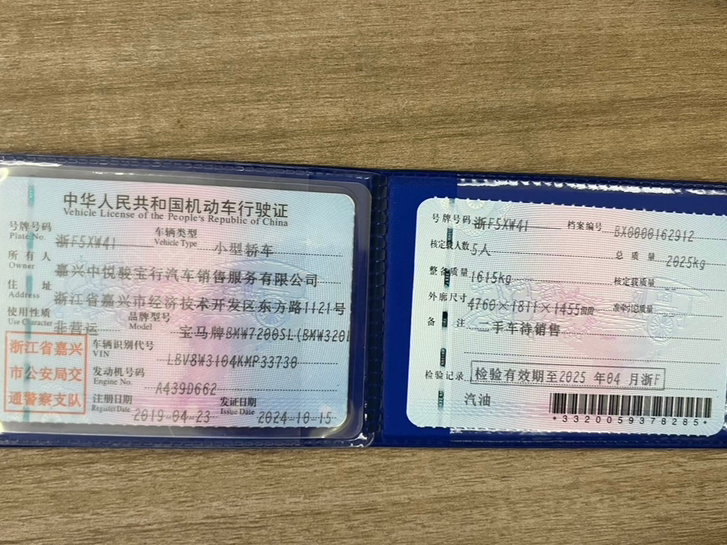 中华人民共和国机动车行驶证
Vehicle License of the People's Republic of China
号牌号码 浙F5XW41 车辆类型 小型轿车
Plate No. Vehicle Type
所有人 嘉兴中悦骏宝行汽车销售服务有限公司
Owner
住址 浙江省嘉兴市经济技术开发区东方路1121号
Address
使用性质 非营运 品牌型号 宝马牌BMW7200SL(BMW320I
Use Character Model
浙江省嘉兴
市公安局交
通警察支队
车辆识别代号 LBV8W3104KMP33730
VIN
发动机号码 A439D662
Engine No.
注册日期 2019-04-23 发证日期 2024-10-15
Register Date Issue Date
号牌号码 浙F5XW41 档案编号 BX0000162912
核定载人数 5人 总质量 2025kg
整备质量 1615kg 核定载质量
外廓尺寸 4760×1811×1455mm 准牵引总质量
备注 二手车待销售
检验记录 检验有效期至2025年04月浙F
汽油
*3320059378285*